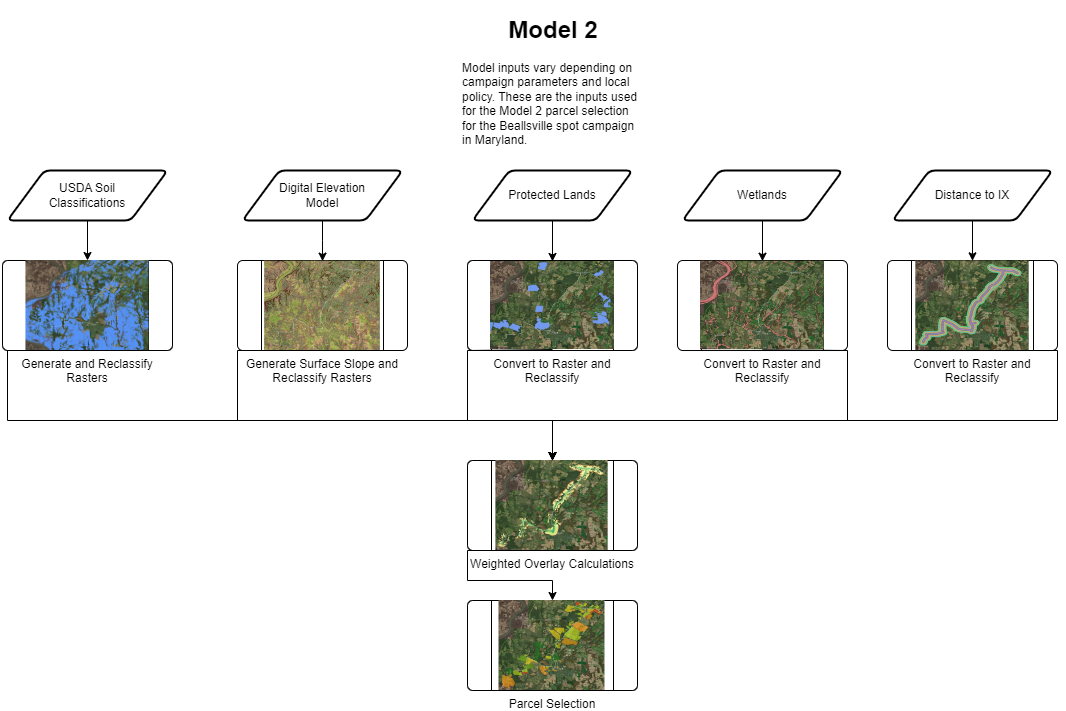 Model 2
Model inputs vary depending on
campaign parameters and local
policy. These are the inputs used
for the Model 2 parcel selection
for the Beallsville spot campaign
in Maryland.
USDA Soil
Classifications
Digital Elevation
Model
Protected Lands
Wetlands
Distance to IX
Generate and Reclassify
Rasters
Generate Surface Slope and
Reclassify Rasters
Convert to Raster and
Reclassify
Convert to Raster and
Reclassify
Convert to Raster and
Reclassify
Weighted Overlay Calculations
Parcel Selection